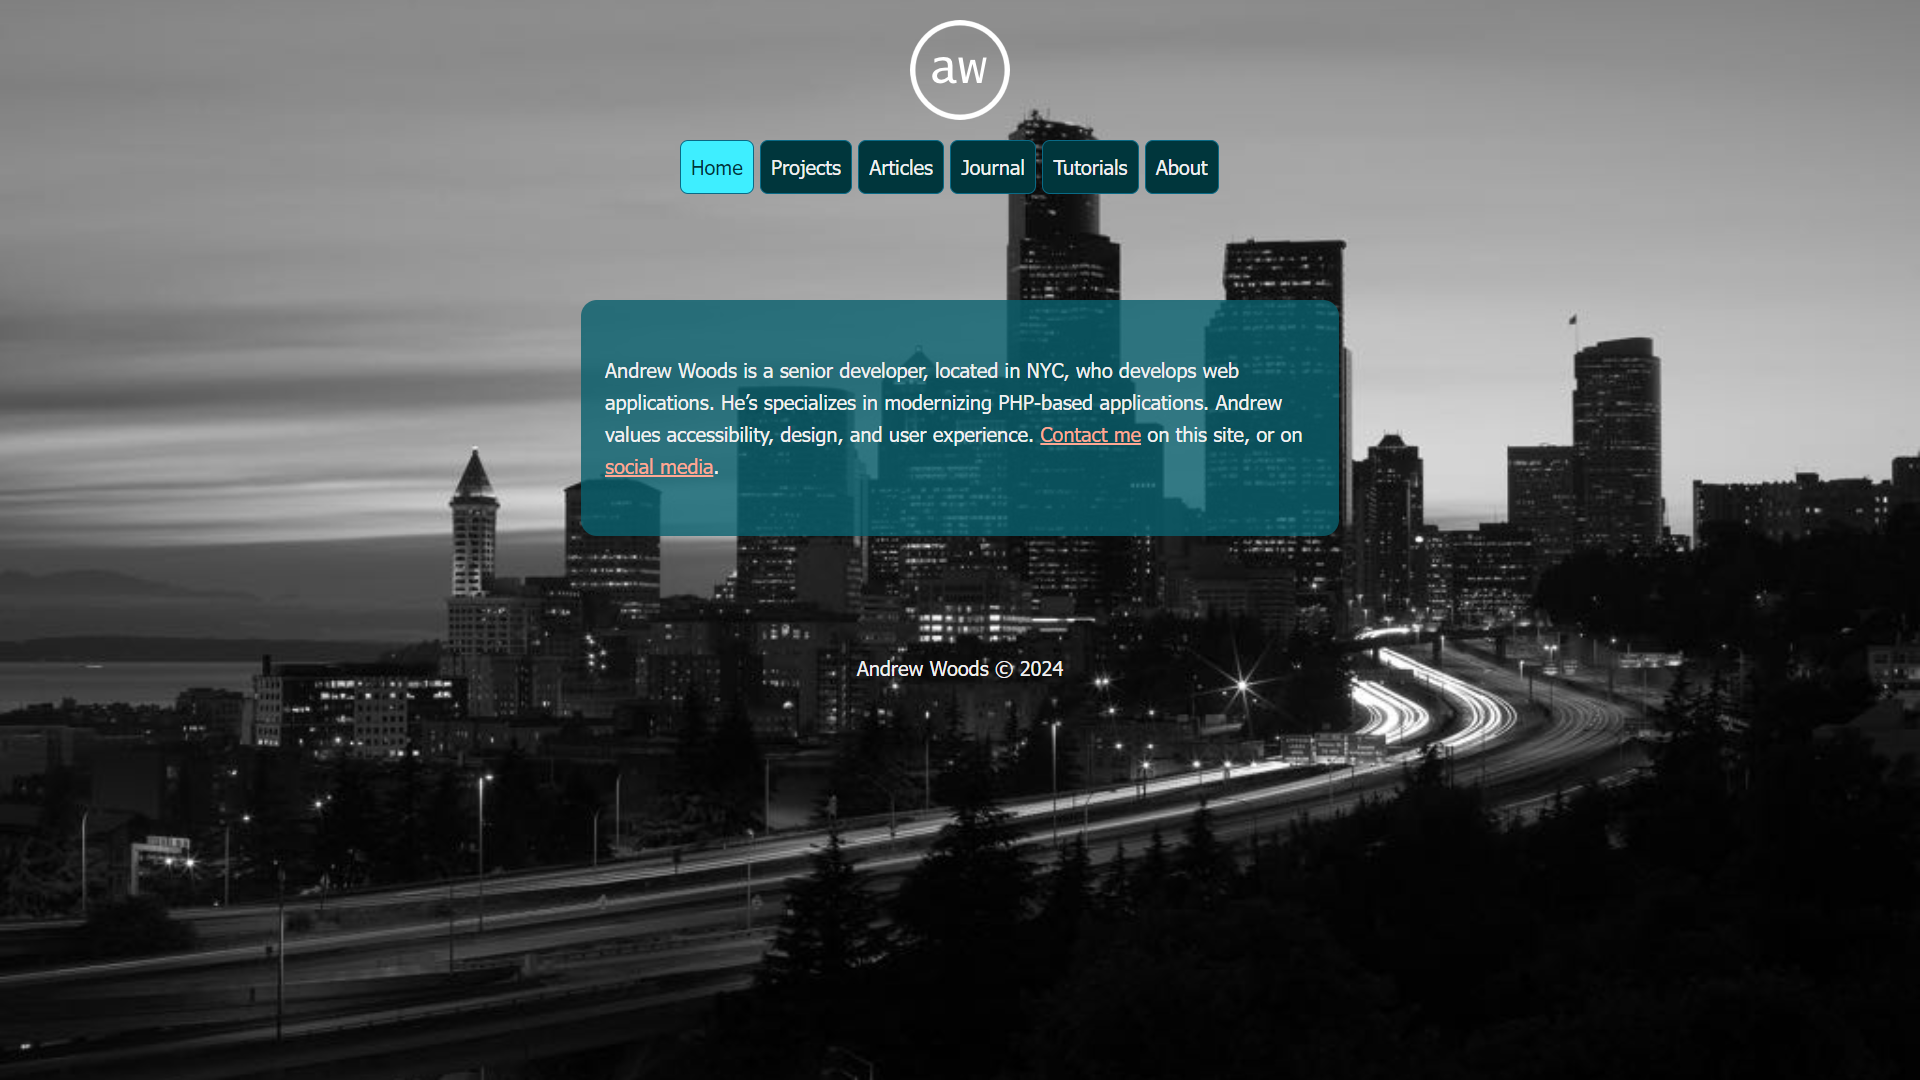 aw
Home
Projects
Articles
Journal
Tutorials
About
Andrew Woods is a senior developer, located in NYC, who develops web
applications. He’s specializes in modernizing PHP-based applications. Andrew
values accessibility, design, and user experience. Contact me on this site, or on
social media.
Andrew Woods © 2024